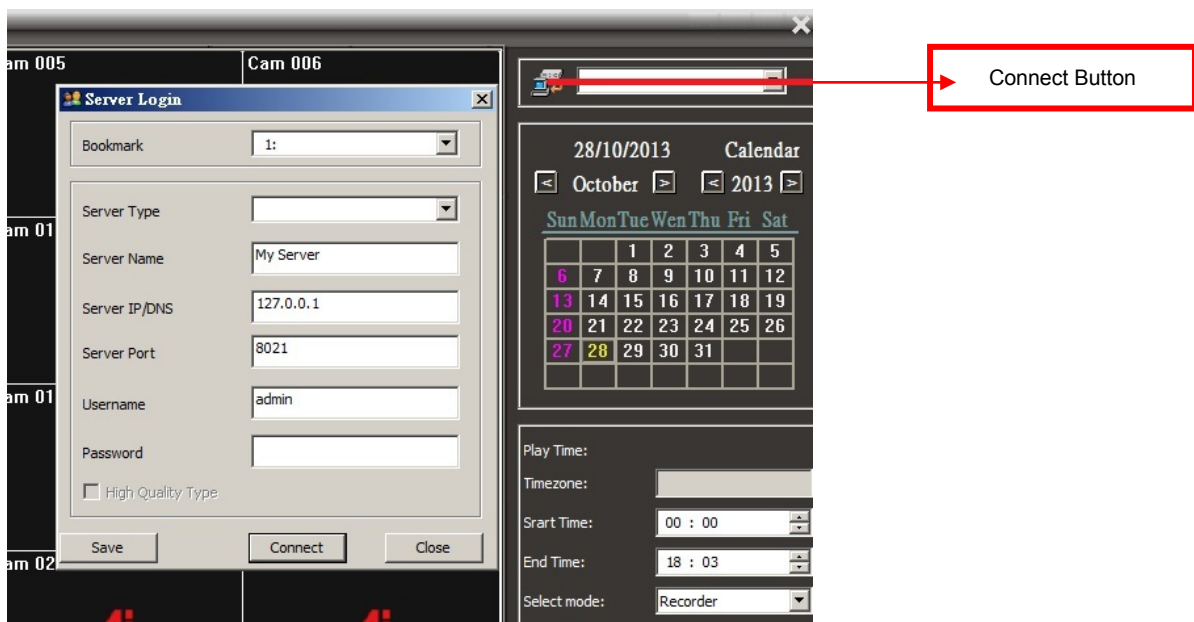 am 005
Cam 006
Server Login
Bookmark
1:
Server Type
am 01
Server Name
My Server
Server IP/DNS
127.0.0.1
Server Port
8021
am 01
Username
admin
Password
High Quality Type
Save
Connect
Close
am 02
Connect Button
28/10/2013 Calendar
< October > < 2013 >
Sun Mon Tue Wen Thu Fri Sat
1 2 3 4 5
6 7 8 9 10 11 12
13 14 15 16 17 18 19
20 21 22 23 24 25 26
27 28 29 30 31
Play Time:
Timezone:
Srart Time:
00 : 00
End Time:
18 : 03
Select mode:
Recorder